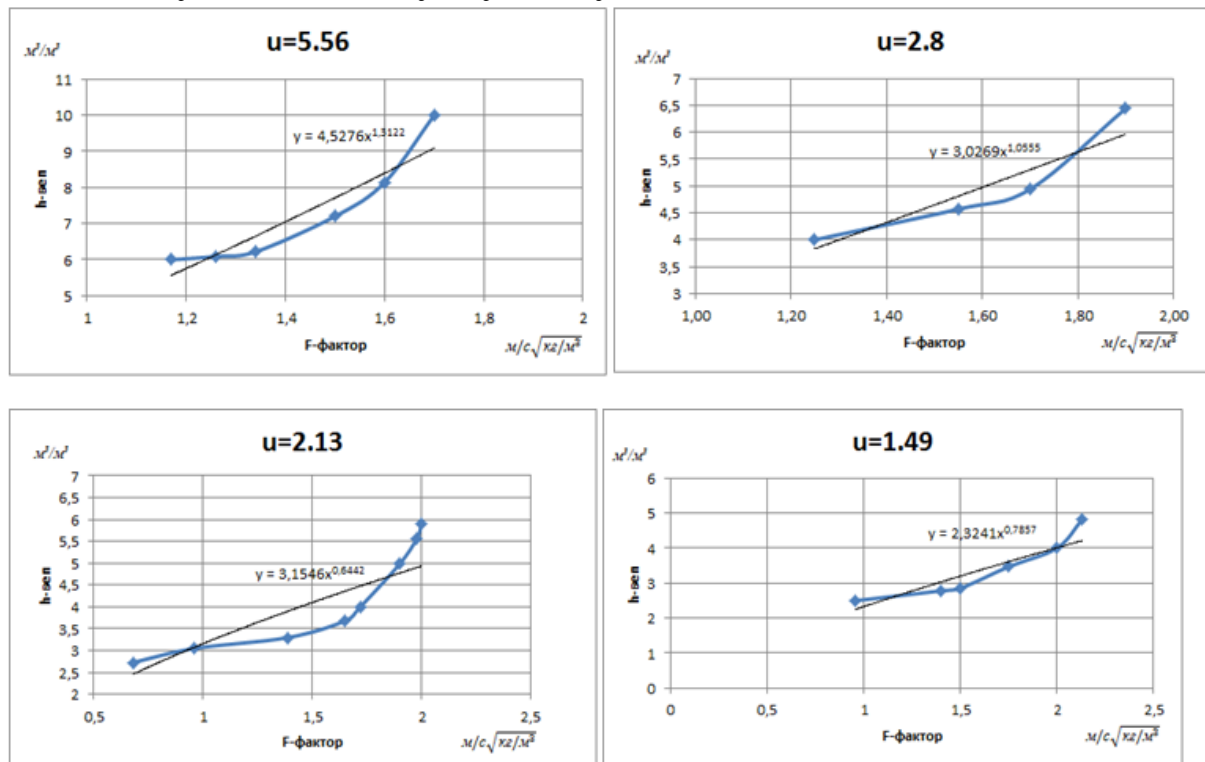 u=5.56
м³/м³
h-sen
11
10
9
8
7
6
5
y = 4,5276x^1,3122
1 1,2 1,4 1,6 1,8 2
F-фактор м/с√кг/м³
u=2.8
м³/м³
h-sen
7
6,5
6
5,5
5
4,5
4
3,5
3
y = 3,0269x^1,0555
1,00 1,20 1,40 1,60 1,80 2,00
F-фактор м/с√кг/м³
u=2.13
м³/м³
h-sen
7
6,5
6
5,5
5
4,5
4
3,5
3
2,5
2
y = 3,1546x^0,6442
0,5 1 1,5 2 2,5
F-фактор м/с√кг/м³
u=1.49
м³/м³
h-sen
6
5
4
3
2
1
0
y = 2,3241x^0,7857
0 0,5 1 1,5 2 2,5
F-фактор м/с√кг/м³